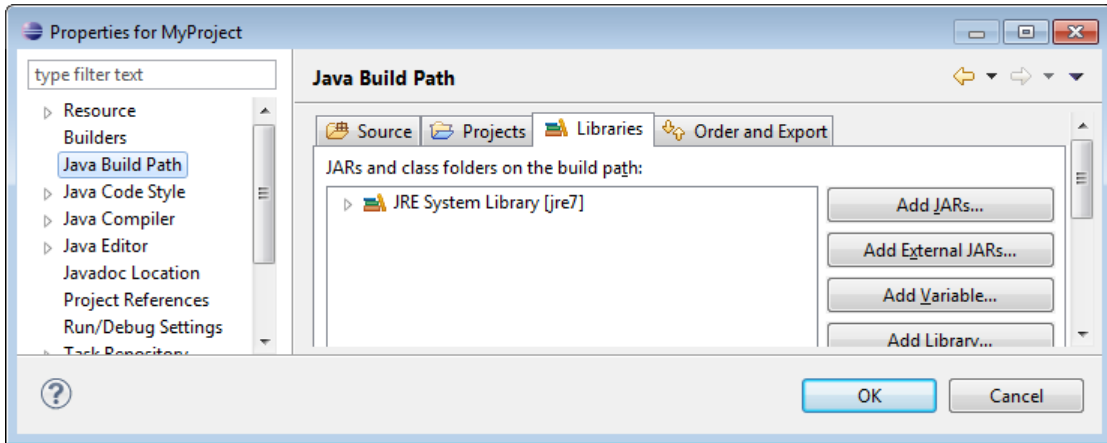 Properties for MyProject
type filter text
Resource
Builders
Java Build Path
Java Code Style
Java Compiler
Java Editor
Javadoc Location
Project References
Run/Debug Settings
Task Repository
Java Build Path
Source
Projects
Libraries
Order and Export
JARs and class folders on the build path:
JRE System Library [jre7]
Add JARs...
Add External JARs...
Add Variable...
Add Library...
?
OK
Cancel